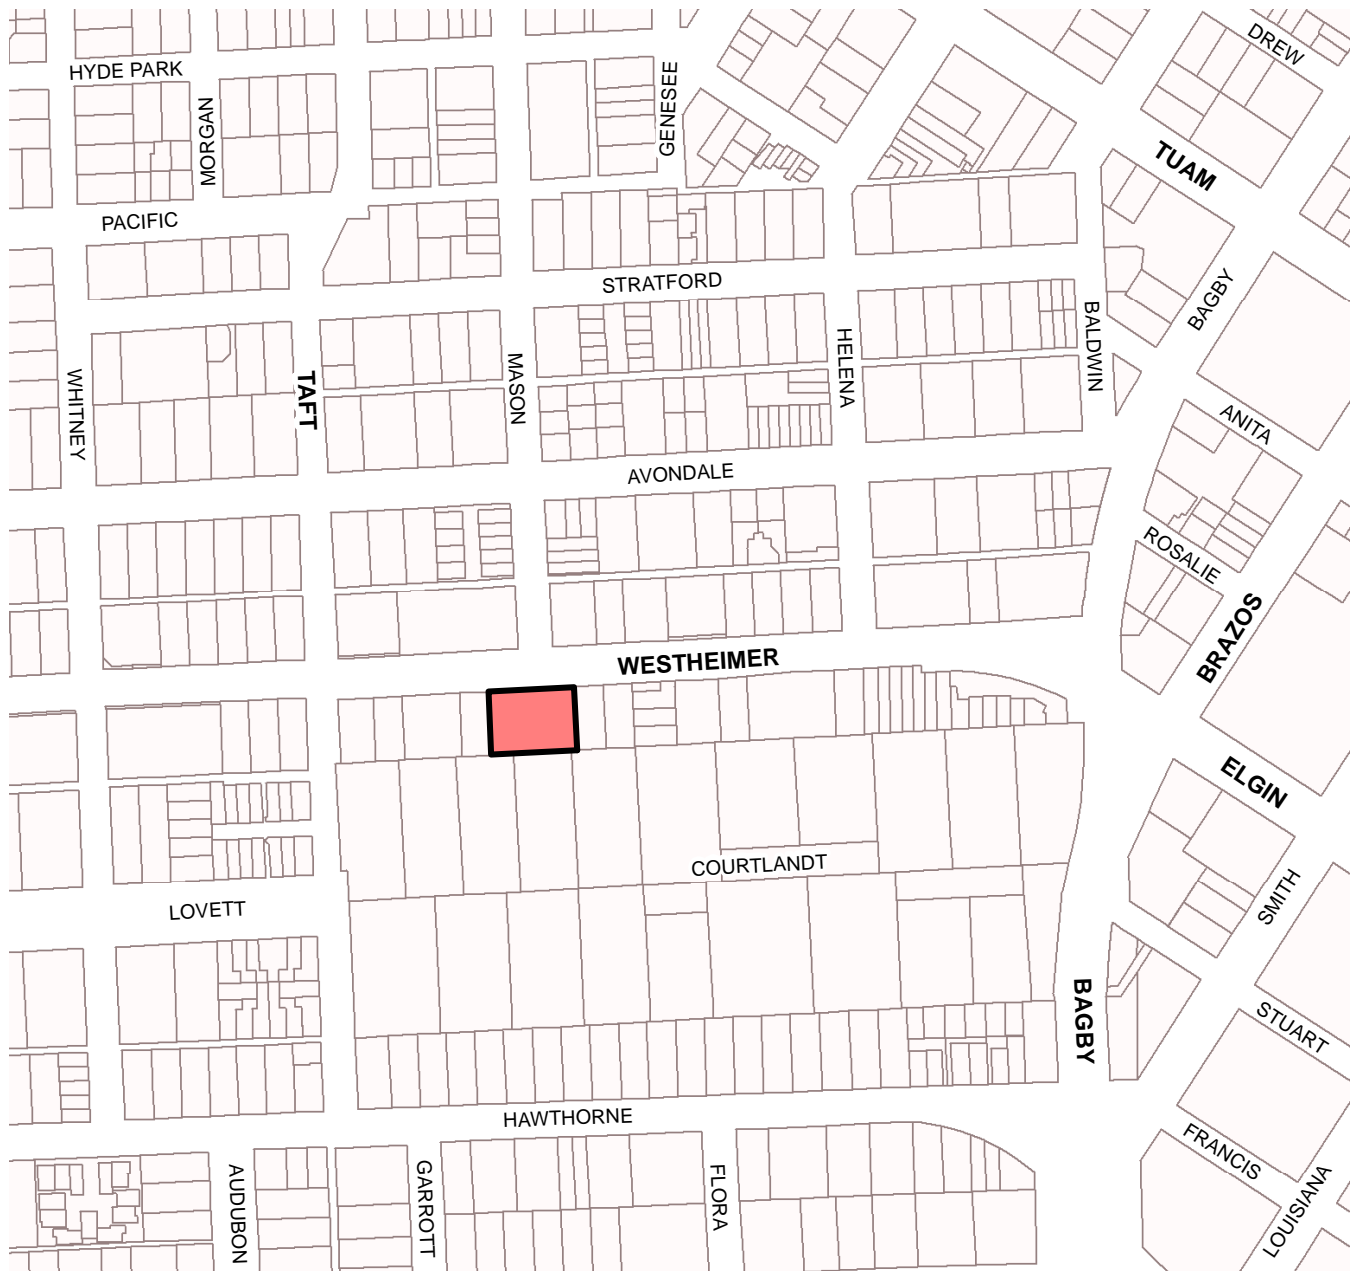 DREW
HYDE PARK
MORGAN
GENESEE
TUAM
PACIFIC
STRATFORD
BAGBY
WHITNEY
TAFT
MASON
HELENA
BALDWIN
ANITA
AVONDALE
ROSALIE
BRAZOS
WESTHEIMER
ELGIN
COURTLANDT
LOVETT
SMITH
BAGBY
STUART
HAWTHORNE
FRANCIS
AUDUBON
GARROTT
FLORA
LOUISIANA